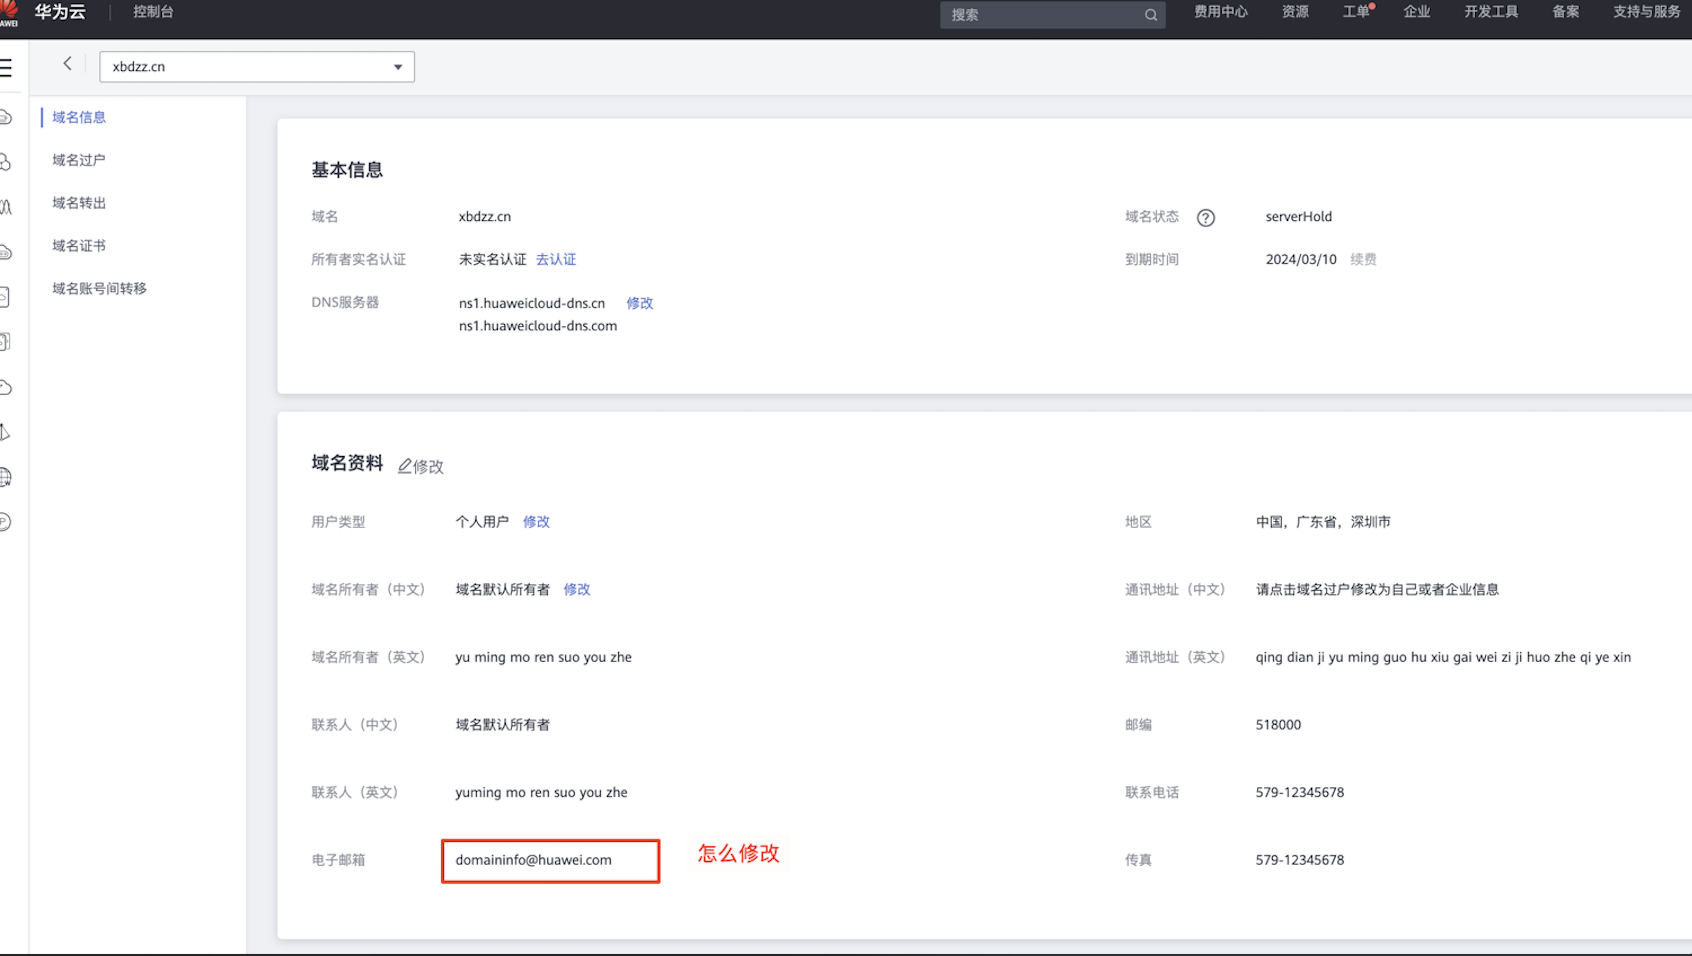 华为云
控制台
搜索
费用中心
资源
工单
企业
开发工具
备案
支持与服务
xbdzz.cn
域名信息
域名过户
域名转出
域名证书
域名账号间转移
基本信息
域名
xbdzz.cn
域名状态
serverHold
所有者实名认证
未实名认证 去认证
到期时间
2024/03/10 续费
DNS服务器
ns1.huaweicloud-dns.cn 修改
ns1.huaweicloud-dns.com
域名资料 修改
用户类型
个人用户 修改
地区
中国，广东省，深圳市
域名所有者（中文）
域名默认所有者 修改
通讯地址（中文）
请点击域名过户修改为自己或者企业信息
域名所有者（英文）
yu ming mo ren suo you zhe
通讯地址（英文）
qing dian ji yu ming guo hu xiu gai wei zi ji huo zhe qi ye xin
联系人（中文）
域名默认所有者
邮编
518000
联系人（英文）
yuming mo ren suo you zhe
联系电话
579-12345678
电子邮箱
domaininfo@huawei.com
怎么修改
传真
579-12345678